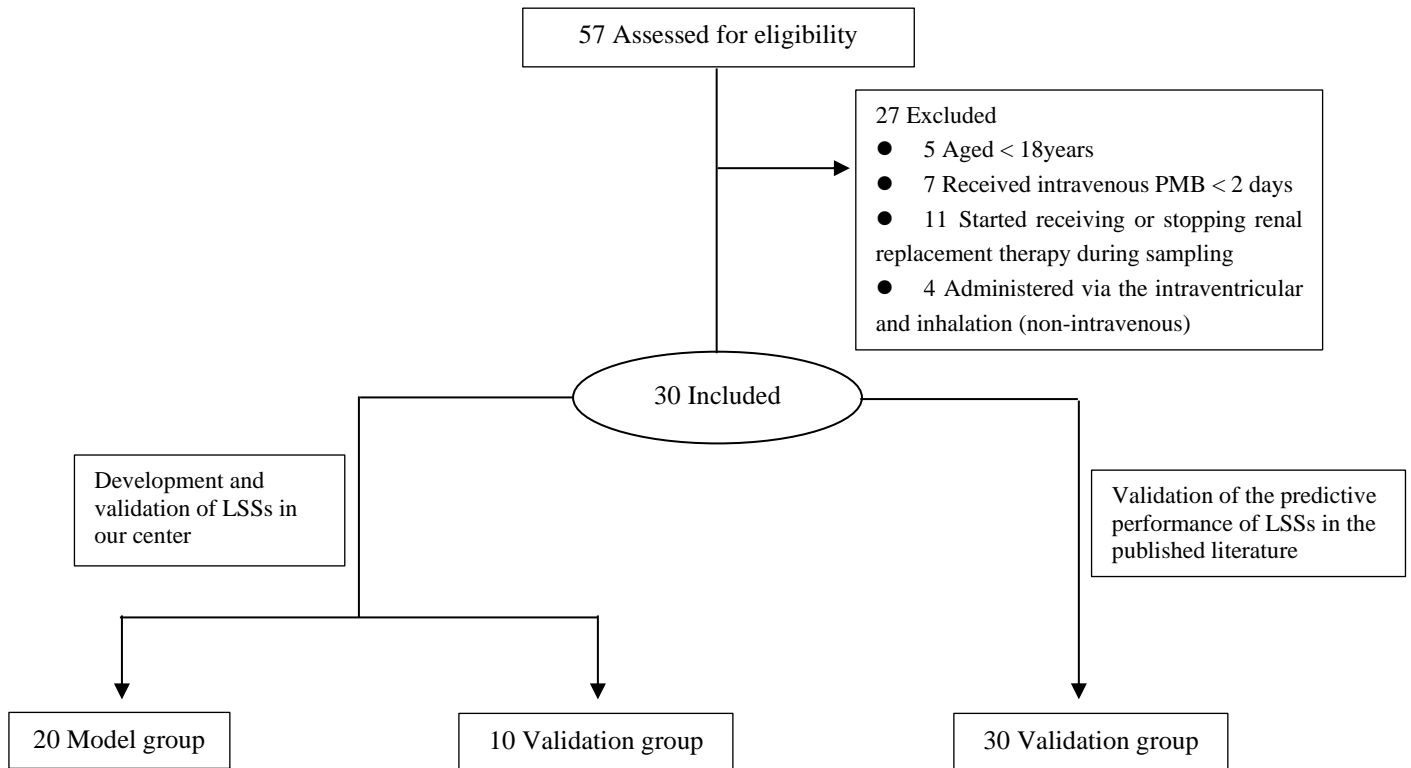 57 Assessed for eligibility
27 Excluded
● 5 Aged < 18years
● 7 Received intravenous PMB < 2 days
● 11 Started receiving or stopping renal
replacement therapy during sampling
● 4 Administered via the intraventricular
and inhalation (non-intravenous)
30 Included
Development and
validation of LSSs in
our center
Validation of the predictive
performance of LSSs in the
published literature
20 Model group
10 Validation group
30 Validation group